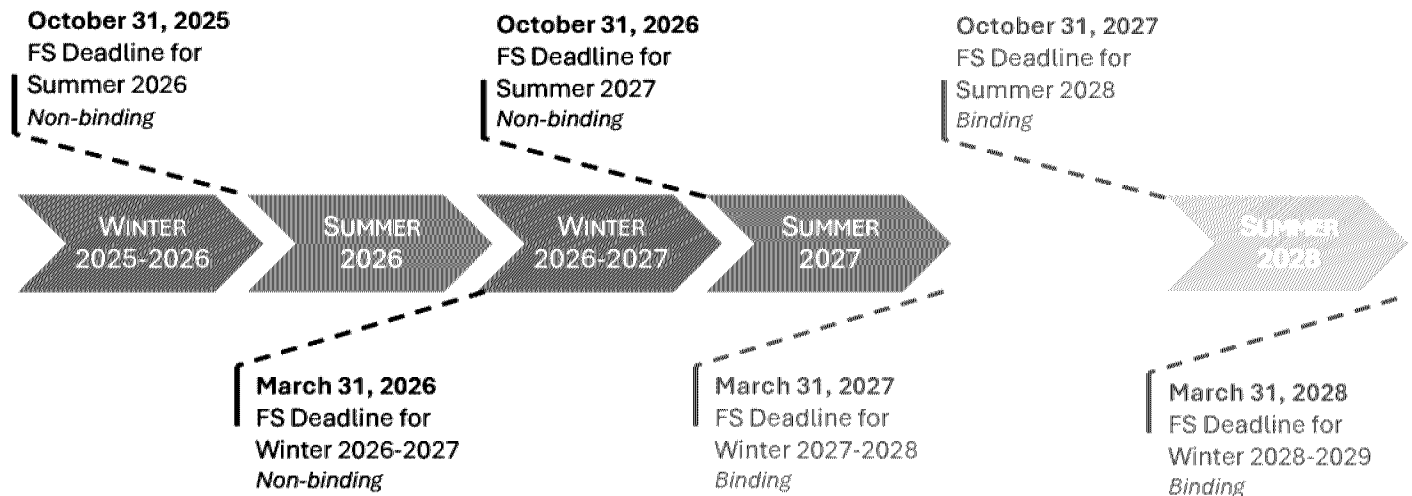 October 31, 2025
FS Deadline for
Summer 2026
Non-binding
October 31, 2026
FS Deadline for
Summer 2027
Non-binding
October 31, 2027
FS Deadline for
Summer 2028
Binding
WINTER
2025-2026
SUMMER
2026
WINTER
2026-2027
SUMMER
2027
SUMMER
2028
March 31, 2026
FS Deadline for
Winter 2026-2027
Non-binding
March 31, 2027
FS Deadline for
Winter 2027-2028
Binding
March 31, 2028
FS Deadline for
Winter 2028-2029
Binding